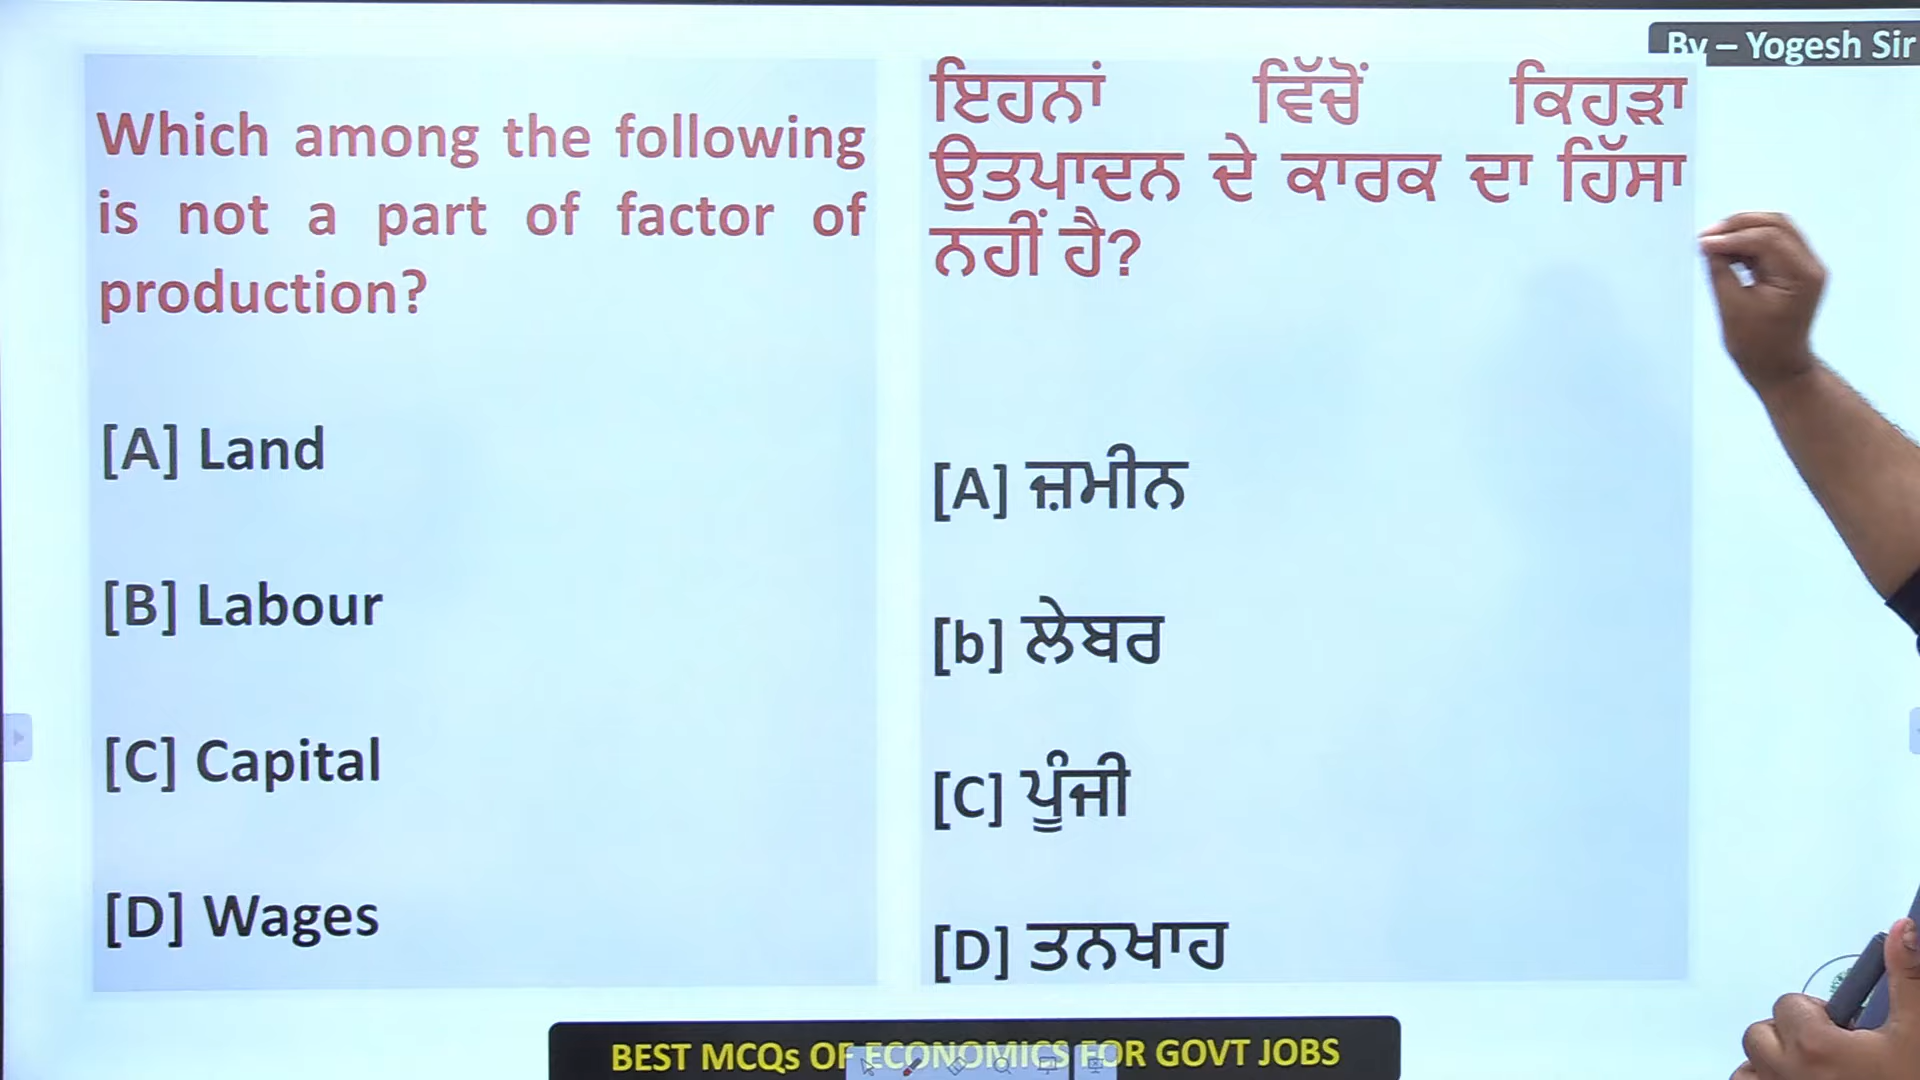 By – Yogesh Sir
Which among the following
is not a part of factor of
production?
[A] Land
[B] Labour
[C] Capital
[D] Wages
ਇਹਨਾਂ ਵਿੱਚੋਂ ਕਿਹੜਾ
ਉਤਪਾਦਨ ਦੇ ਕਾਰਕ ਦਾ ਹਿੱਸਾ
ਨਹੀਂ ਹੈ?
[A] ਜ਼ਮੀਨ
[b] ਲੇਬਰ
[C] ਪੂੰਜੀ
[D] ਤਨਖਾਹ
BEST MCQs OF ECONOMICS FOR GOVT JOBS